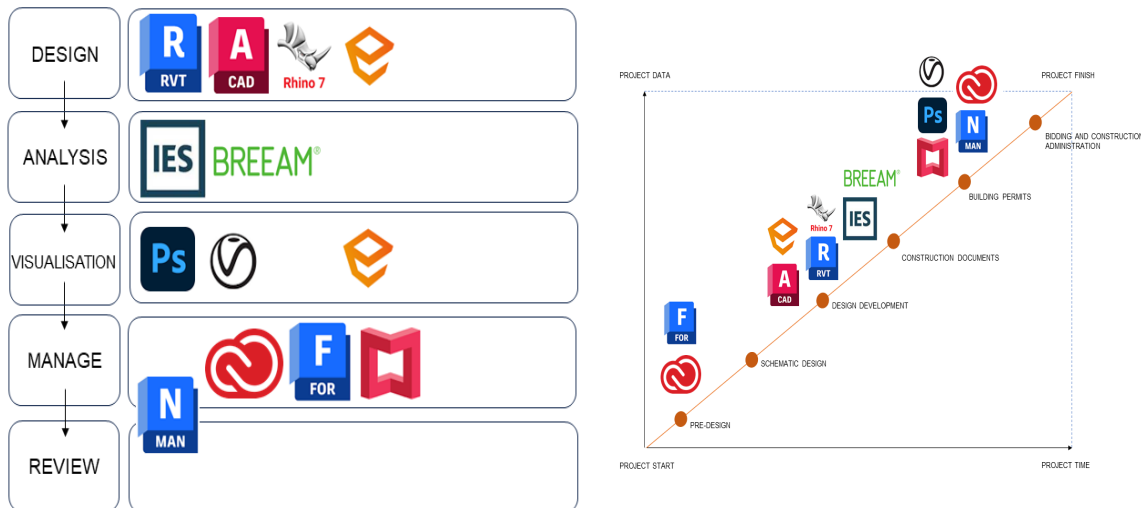 DESIGN
R
RVT
A
CAD
Rhino 7
ANALYSIS
IES
BREEAM®
VISUALISATION
Ps
MANAGE
F
FOR
N
MAN
REVIEW
PROJECT DATA
PROJECT FINISH
Ps
N
MAN
BIDDING AND CONSTRUCTION
ADMINISTRATION
BREEAM®
BUILDING PERMITS
Rhino 7
IES
R
RVT
CONSTRUCTION DOCUMENTS
A
CAD
DESIGN DEVELOPMENT
F
FOR
SCHEMATIC DESIGN
PRE-DESIGN
PROJECT START
PROJECT TIME